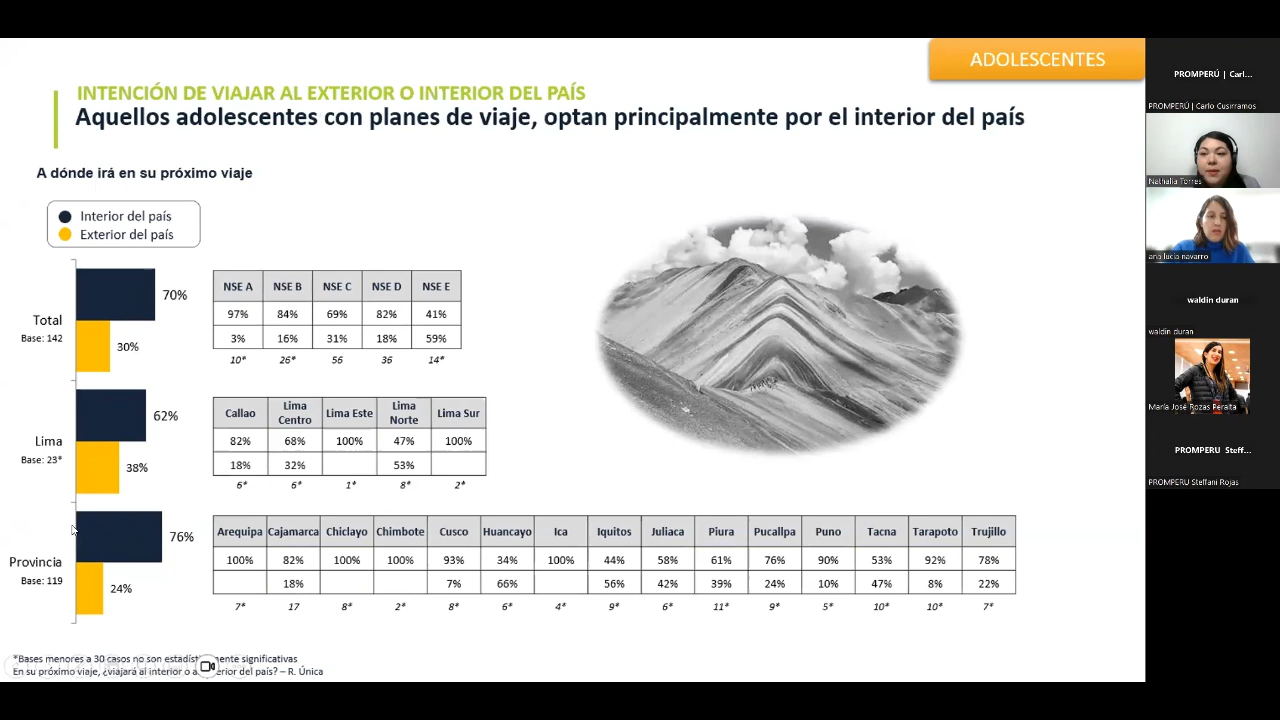 ADOLESCENTES
INTENCIÓN DE VIAJAR AL EXTERIOR O INTERIOR DEL PAÍS
Aquellos adolescentes con planes de viaje, optan principalmente por el interior del país
A dónde irá en su próximo viaje
Interior del país
Exterior del país
Total
Base: 142
70%
30%
NSE A NSE B NSE C NSE D NSE E
97% 84% 69% 82% 41%
3% 16% 31% 18% 59%
10* 26* 56 36 14*
Lima
Base: 23*
62%
38%
Callao Lima Centro Lima Este Lima Norte Lima Sur
82% 68% 100% 47% 100%
18% 32% 53%
6* 6* 1* 8* 2*
Provincia
Base: 119
76%
24%
Arequipa Cajamarca Chiclayo Chimbote Cusco Huancayo Ica Iquitos Juliaca Piura Pucallpa Puno Tacna Tarapoto Trujillo
100% 82% 100% 100% 93% 34% 100% 44% 58% 61% 76% 90% 53% 92% 78%
18% 7% 66% 56% 42% 39% 24% 10% 47% 8% 22%
7* 17 8* 2* 8* 6* 4* 9* 6* 11* 9* 5* 10* 10* 7*
*Bases menores a 30 casos no son significativas
En su próximo viaje, ¿viajará al interior o del país? – R. Única
PROMPERÚ | Carl...
PROMPERÚ | Carlo Cusirramos
Nathalia Torres
ana lucia navarro
waldin duran
waldin duran
María José Rozas Peralta
PROMPERU Steff...
PROMPERU Steffani Rojas